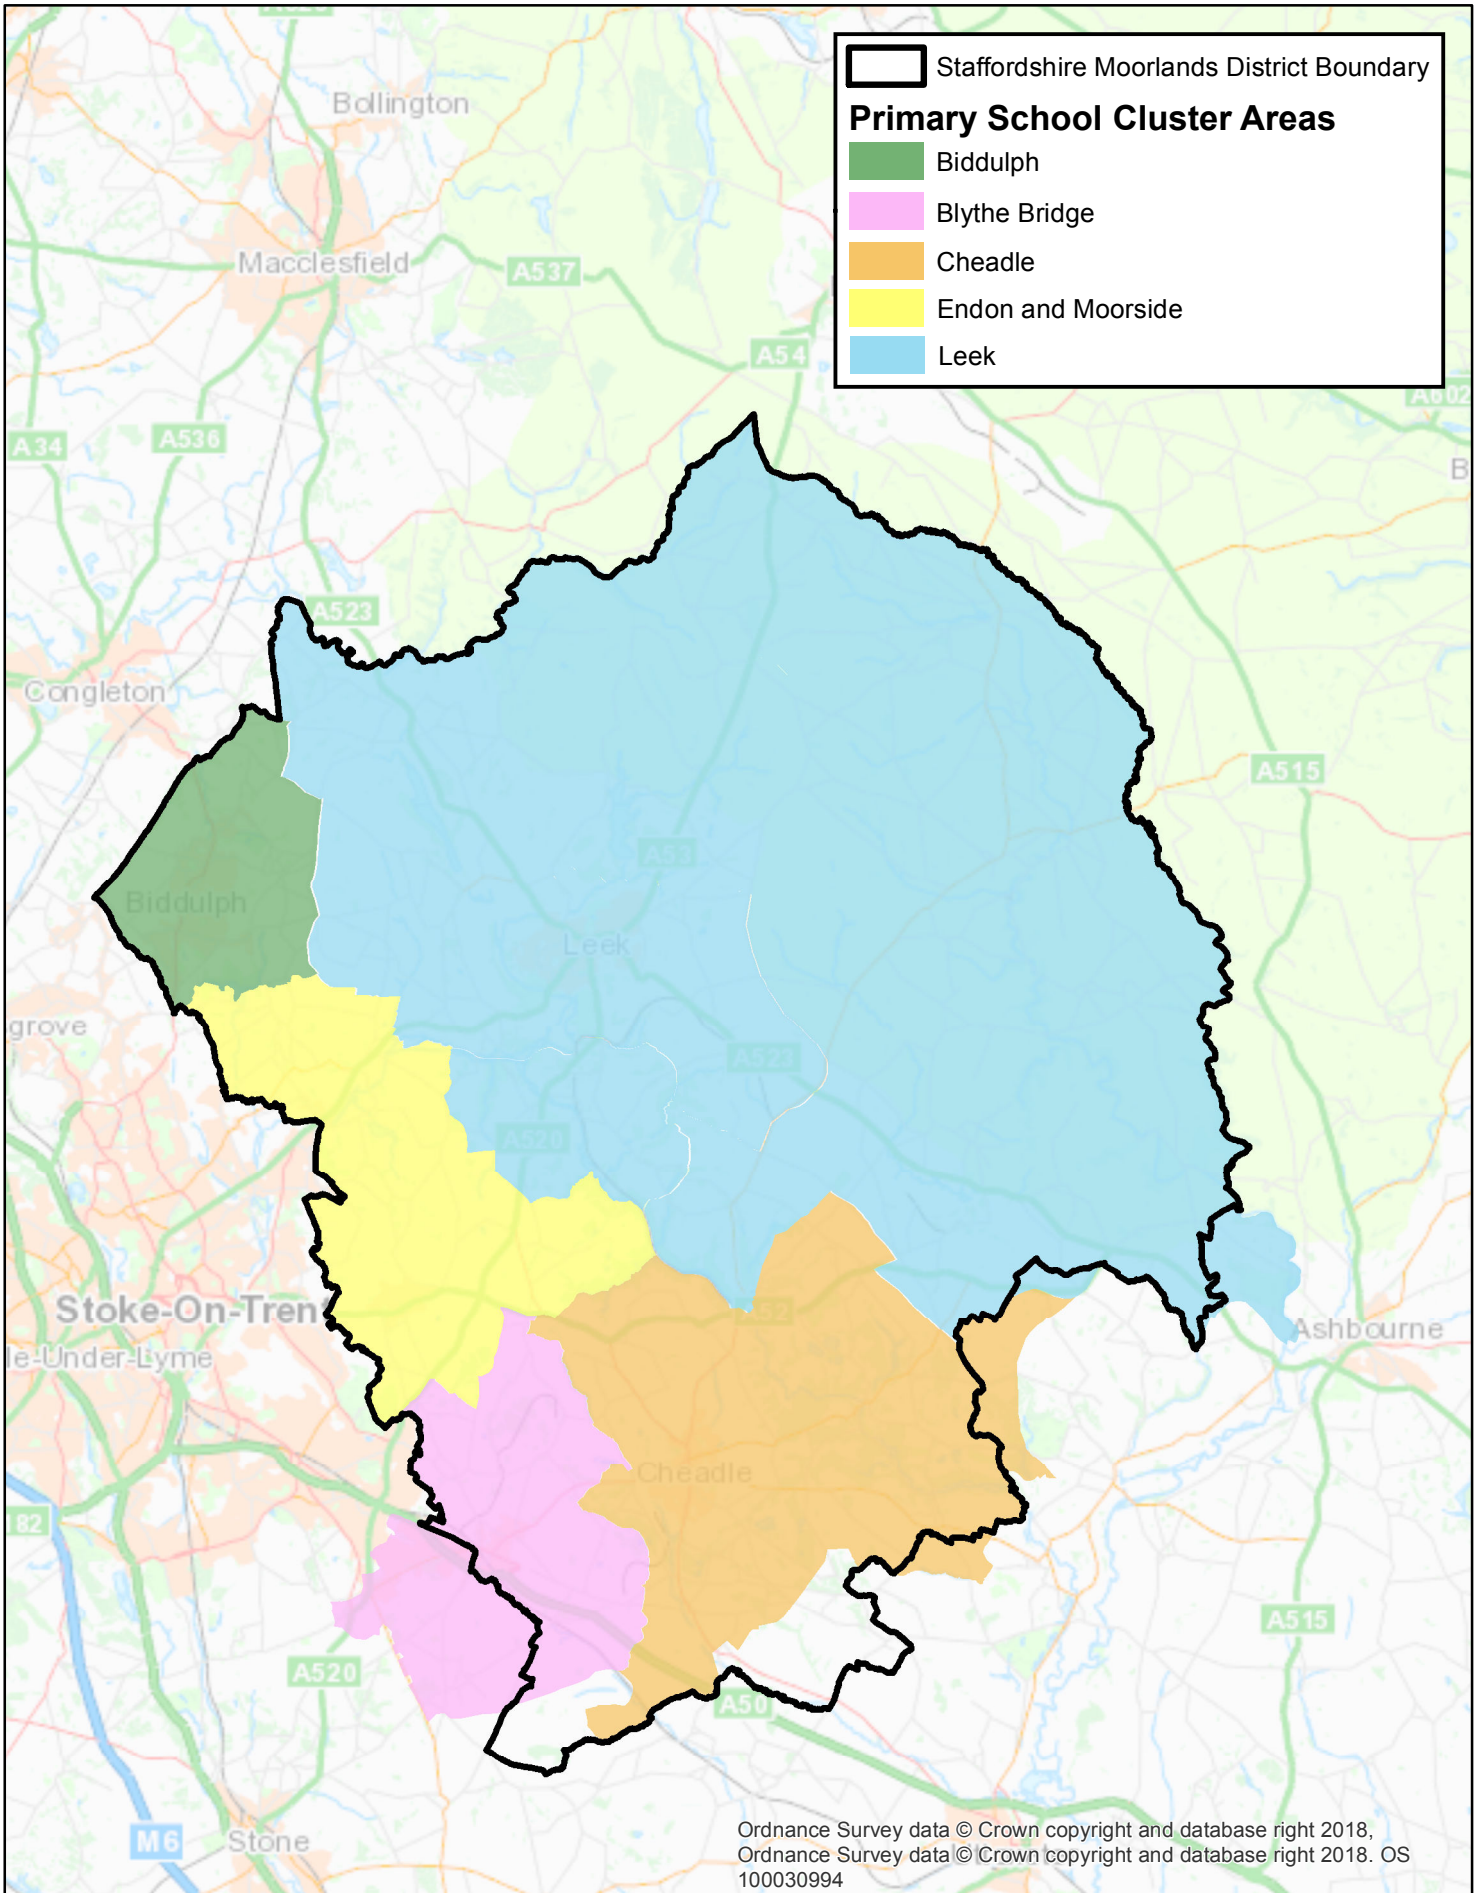 Staffordshire Moorlands District Boundary
Primary School Cluster Areas
Biddulph
Blythe Bridge
Cheadle
Endon and Moorside
Leek
Bollington
Macclesfield
A537
A54
A34
A536
A523
Congleton
A515
A53
Biddulph
Leek
grove
A523
A520
Stoke-On-Tren
A52
Ashbourne
le-Under-Lyme
Cheadle
182
A515
A520
A50
M6
Stone
Ordnance Survey data © Crown copyright and database right 2018,
Ordnance Survey data © Crown copyright and database right 2018. OS
100030994